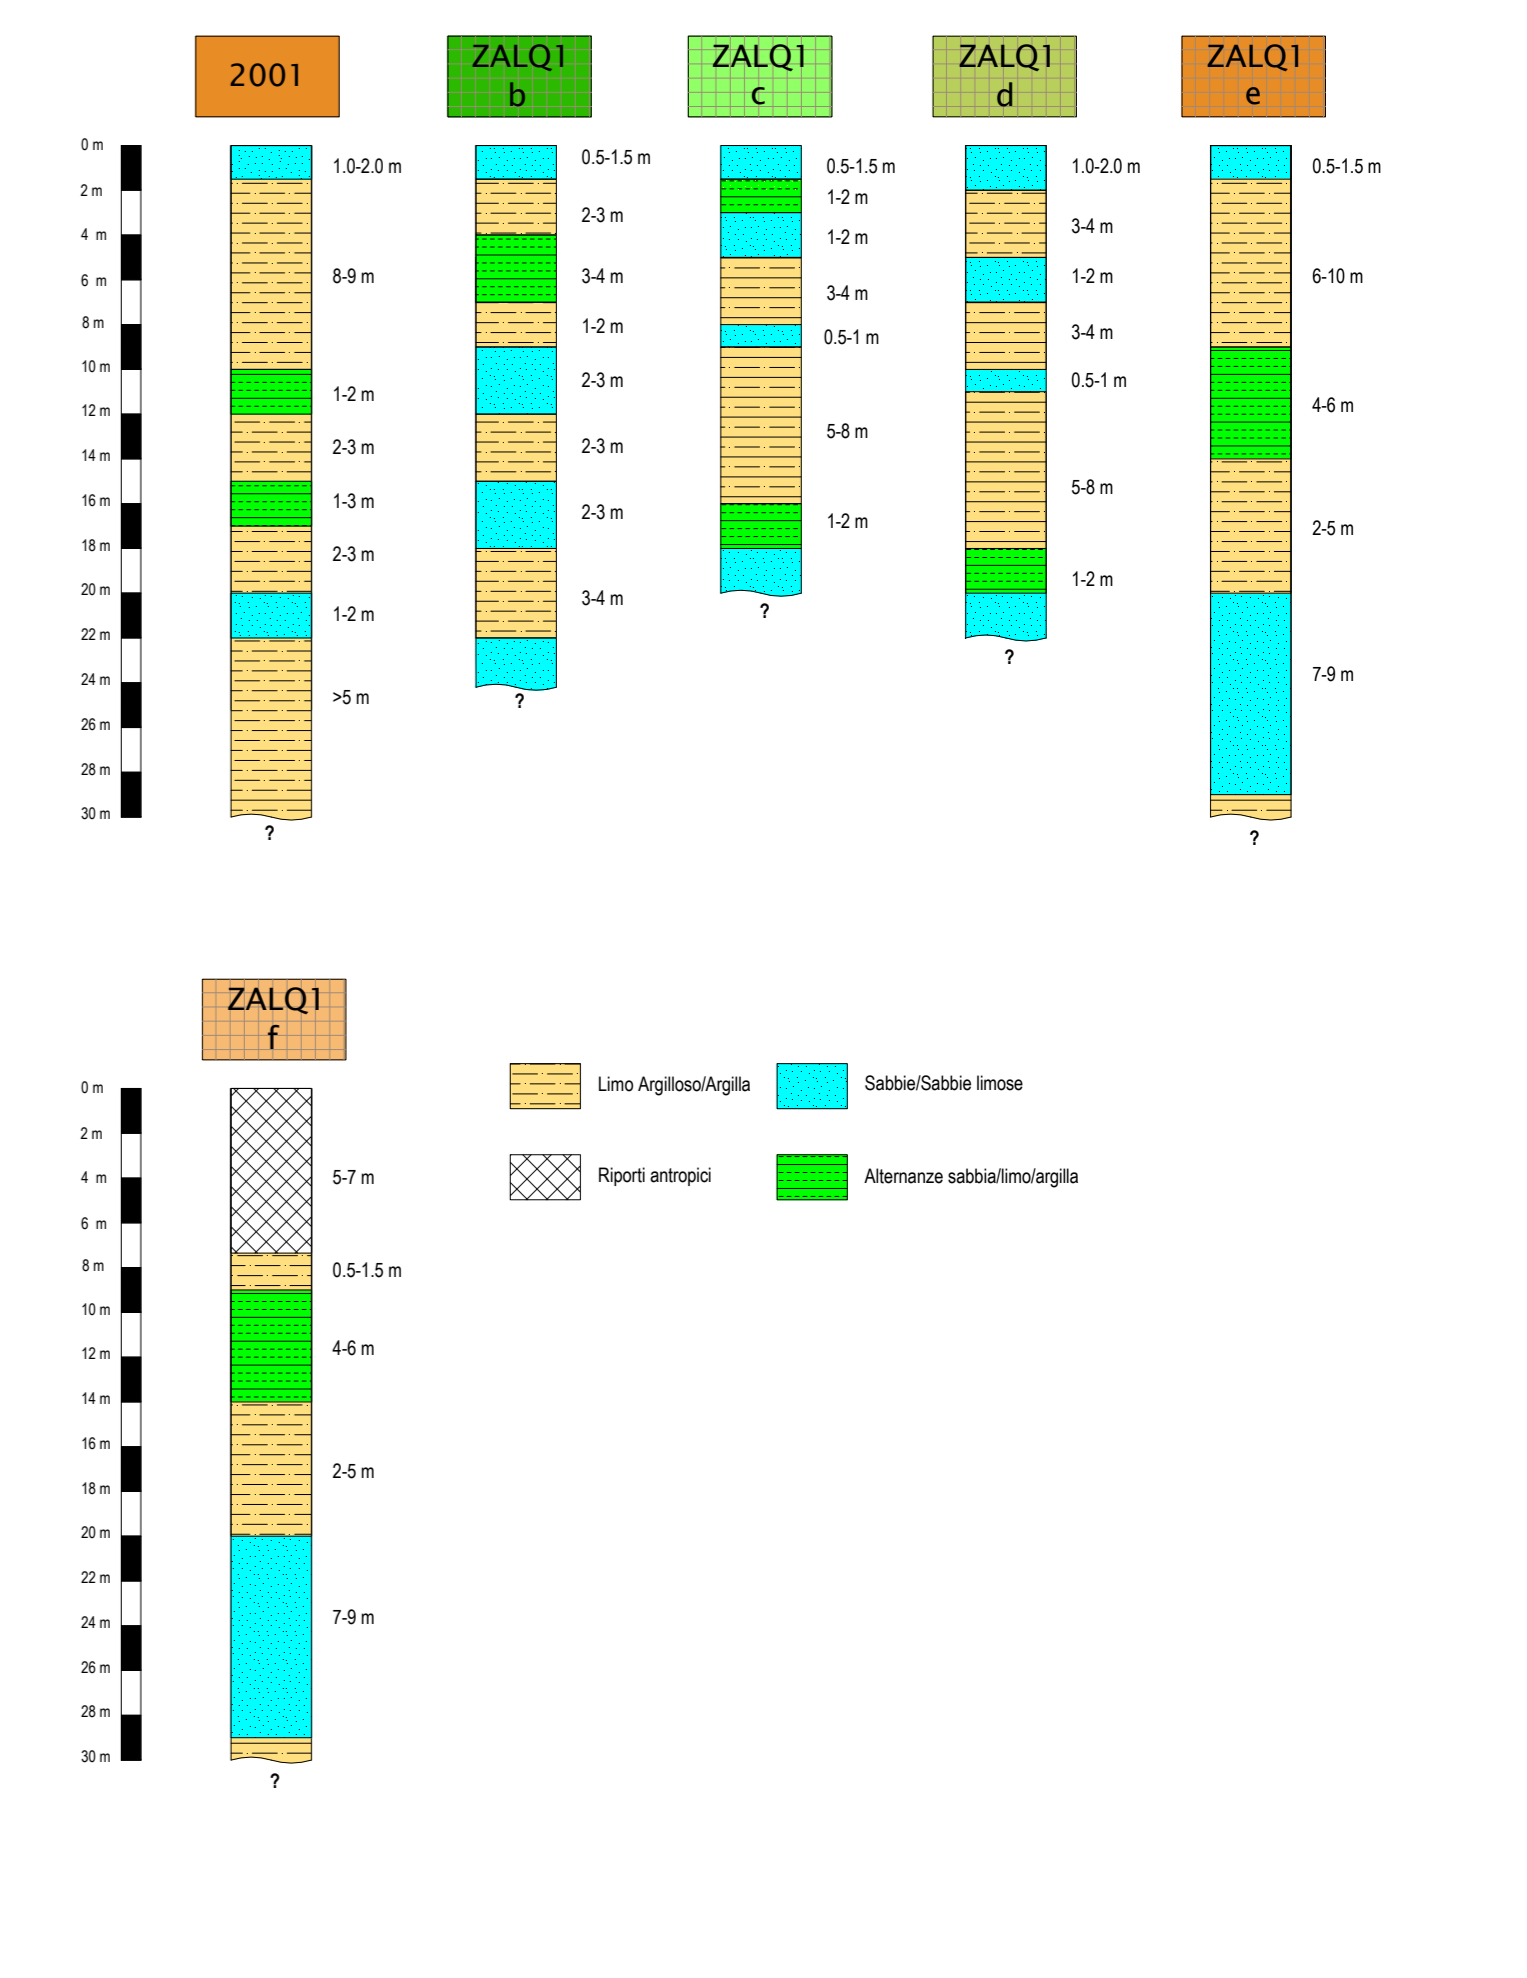 2001
ZALQ1
b
ZALQ1
c
ZALQ1
d
ZALQ1
e
0 m
2 m
4 m
6 m
8 m
10 m
12 m
14 m
16 m
18 m
20 m
22 m
24 m
26 m
28 m
30 m
1.0-2.0 m
8-9 m
1-2 m
2-3 m
1-3 m
2-3 m
1-2 m
>5 m
?
0.5-1.5 m
2-3 m
3-4 m
1-2 m
2-3 m
2-3 m
2-3 m
3-4 m
?
0.5-1.5 m
1-2 m
1-2 m
3-4 m
0.5-1 m
5-8 m
1-2 m
?
1.0-2.0 m
3-4 m
1-2 m
3-4 m
0.5-1 m
5-8 m
1-2 m
?
0.5-1.5 m
6-10 m
4-6 m
2-5 m
7-9 m
?
ZALQ1
f
0 m
2 m
4 m
6 m
8 m
10 m
12 m
14 m
16 m
18 m
20 m
22 m
24 m
26 m
28 m
30 m
5-7 m
0.5-1.5 m
4-6 m
2-5 m
7-9 m
?
Limo Argilloso/Argilla
Sabbie/Sabbie limose
Riporti antropici
Alternanze sabbia/limo/argilla